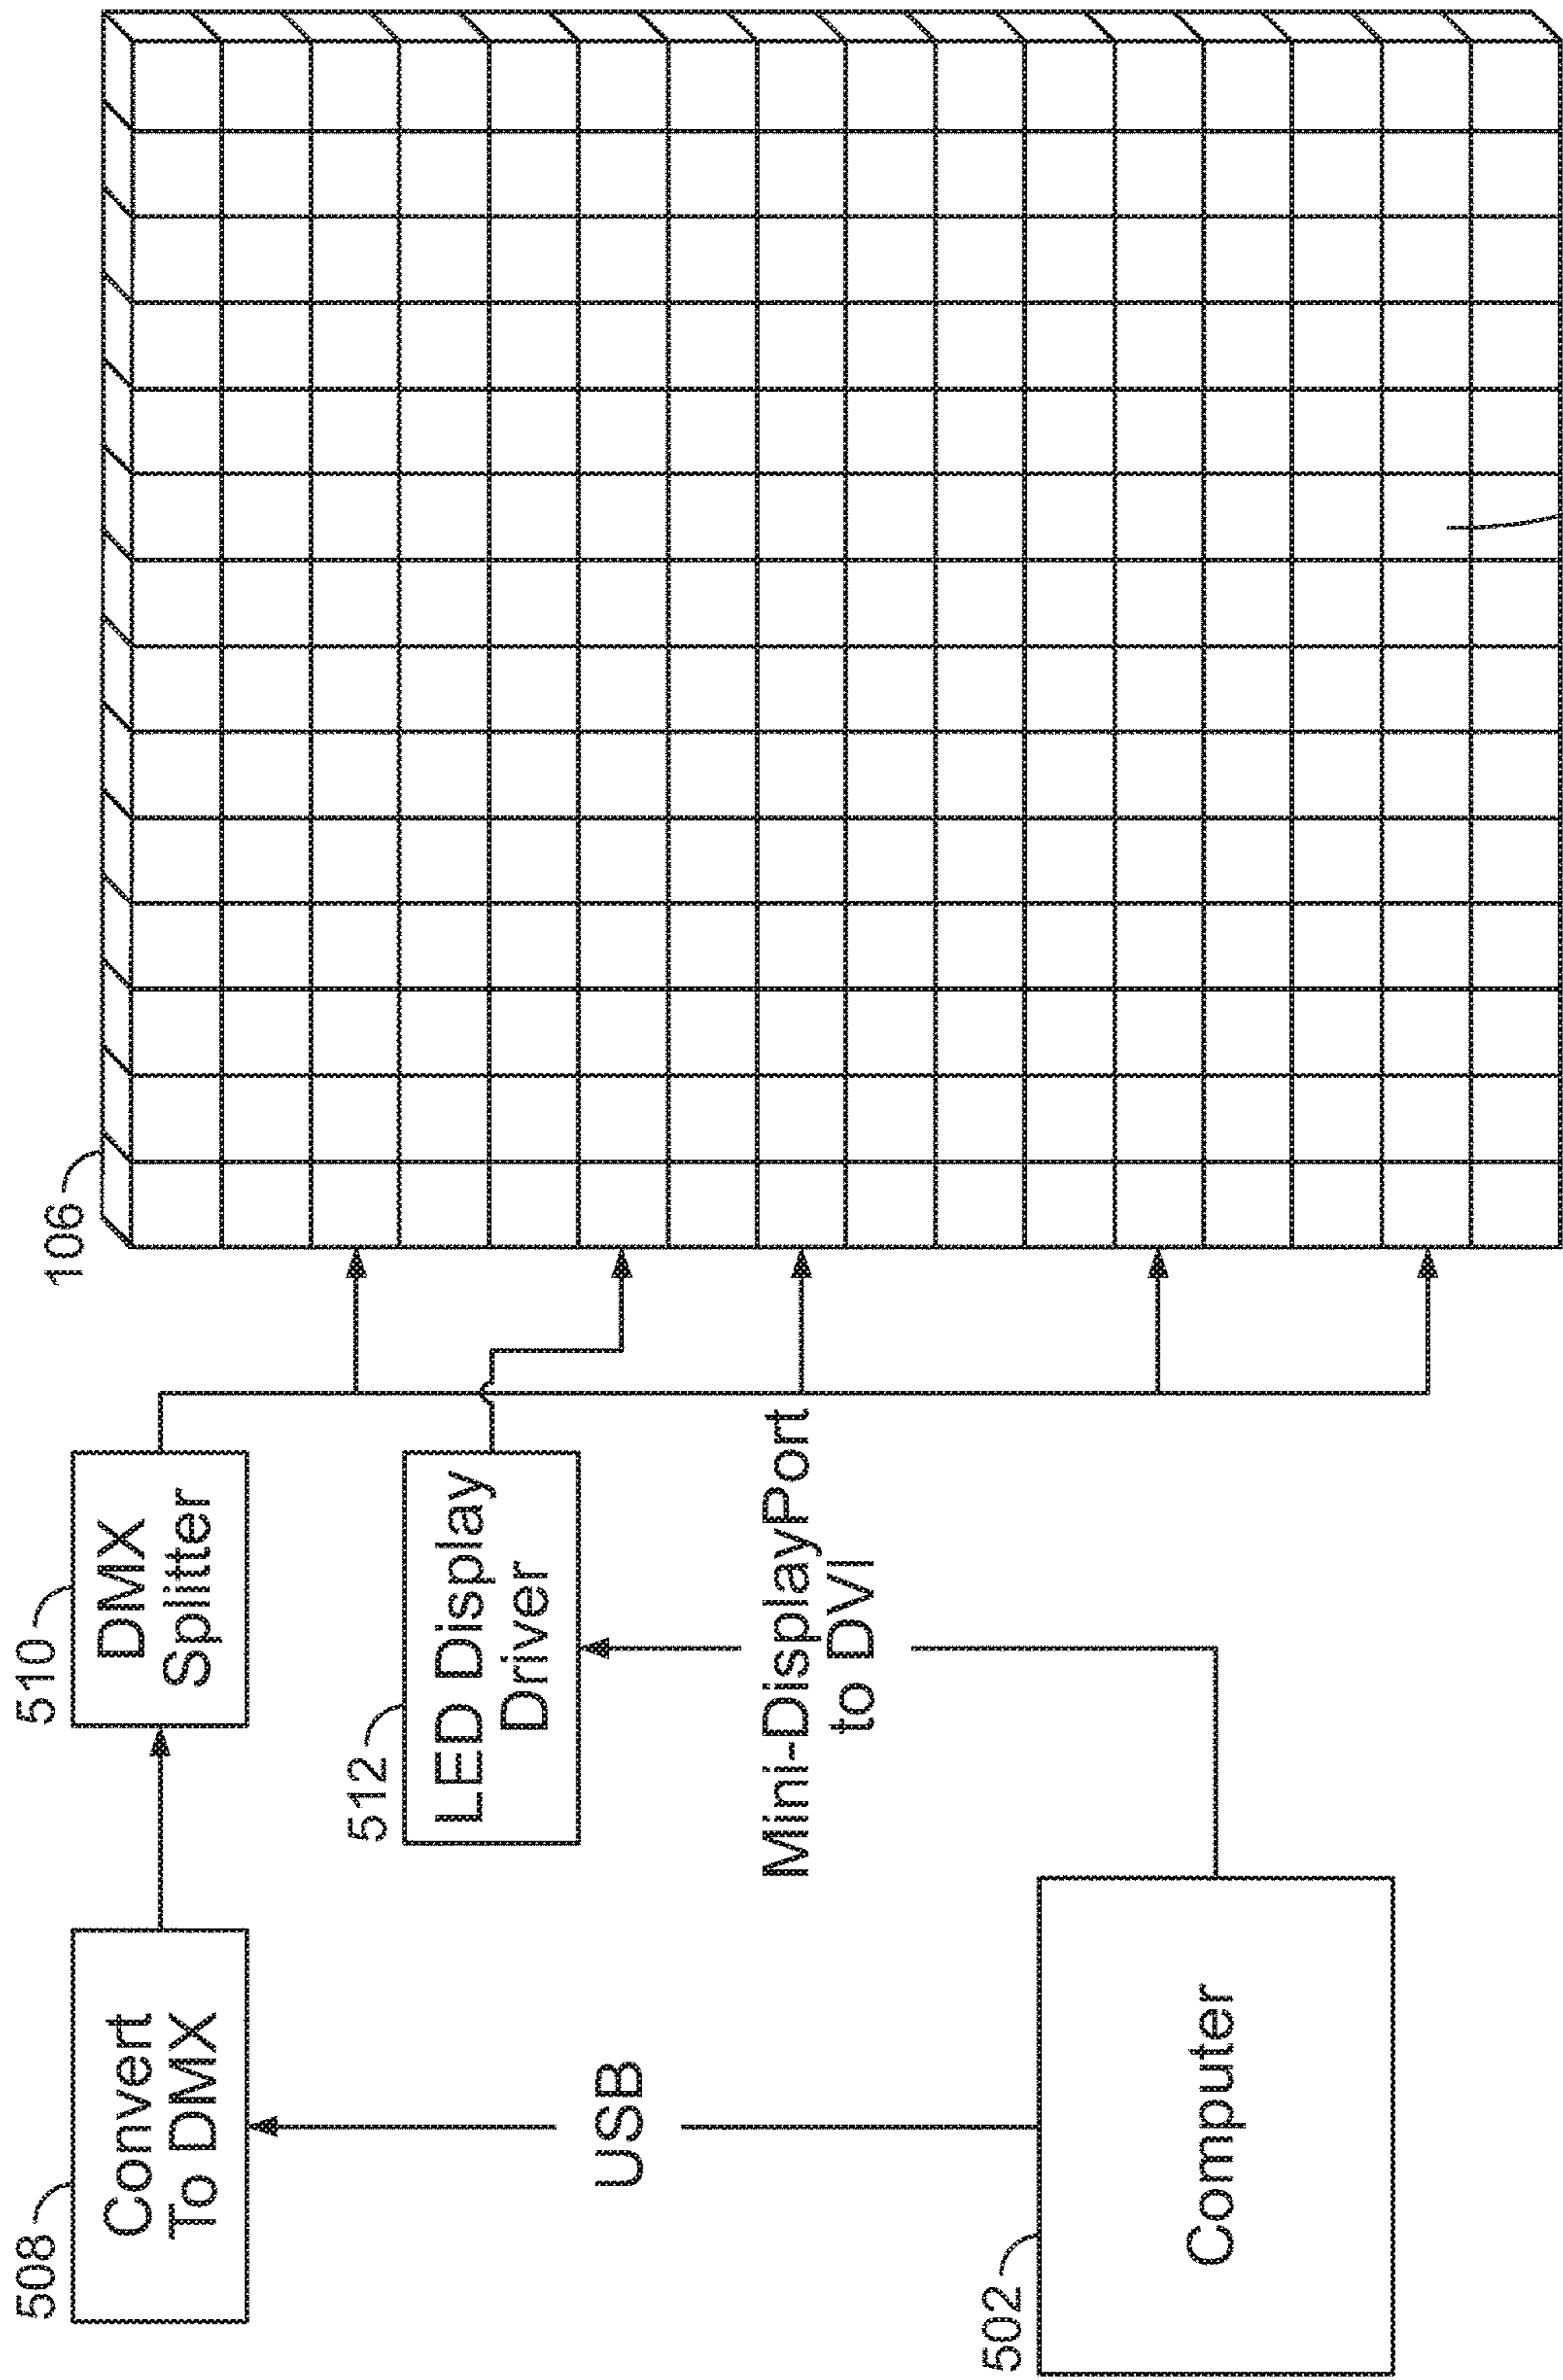 508
Convert
To DMX
510
DMX
Splitter
106
512
LED Display
Driver
USB
Mini-DisplayPort
to DVI
502
Computer